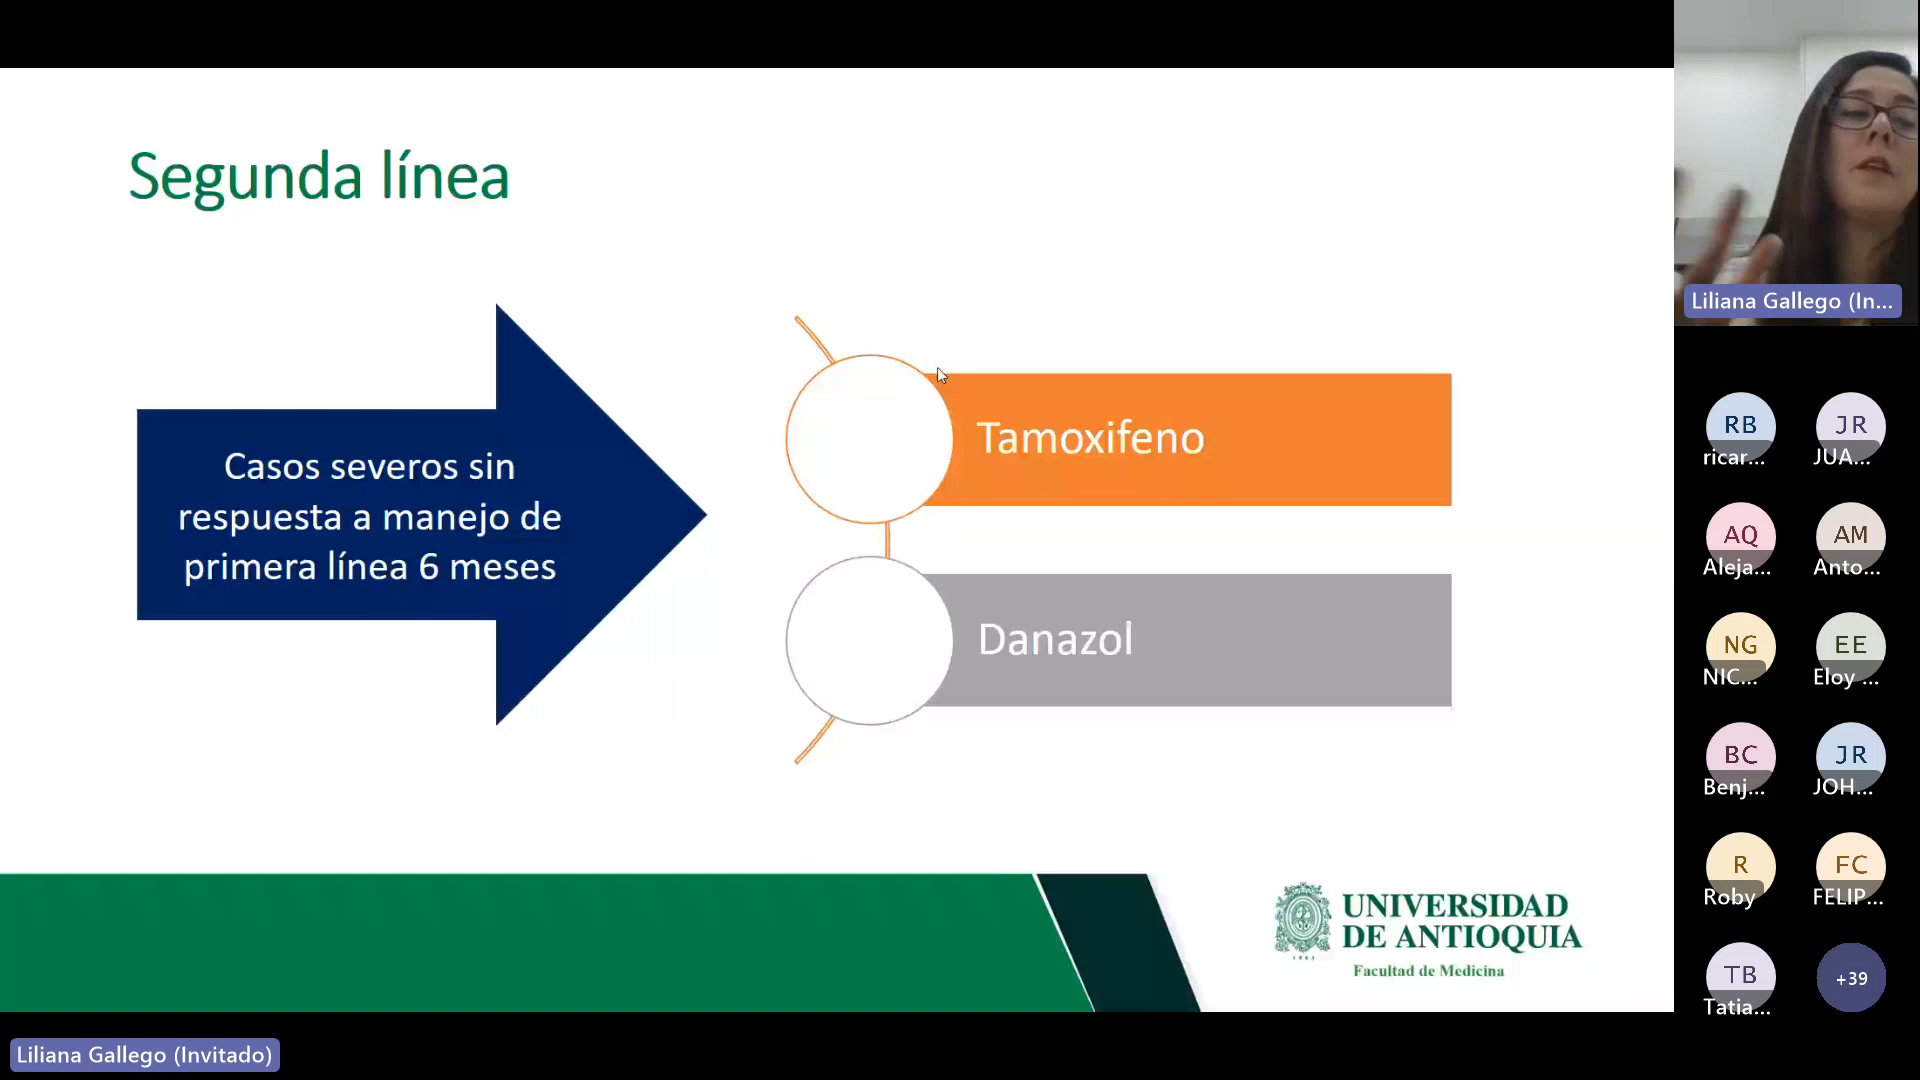 Segunda línea
Casos severos sin
respuesta a manejo de
primera línea 6 meses
Tamoxifeno
Danazol
UNIVERSIDAD
DE ANTIOQUIA
1803
Facultad de Medicina
Liliana Gallego (In...
RB
ricar...
JR
JUA...
AQ
Aleja...
AM
Anto...
NG
NIC...
EE
Eloy ...
BC
Benj...
JR
JOH...
R
Roby
FC
FELIP...
TB
Tatia...
+39
Liliana Gallego (Invitado)